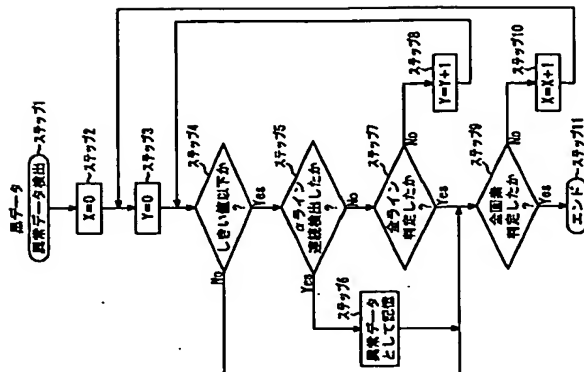 黒データ
異常データ検出
ステップ1
X=0
ステップ2
Y=0
ステップ3
しきい値以下か
?
ステップ4
No
Yes
αライン
連続検出したか
?
ステップ5
Yes
No
ステップ6
異常データ
として記憶
全ライン
判定したか
?
ステップ7
No
Yes
ステップ8
Y=Y+1
全画素
判定したか
?
ステップ9
No
Yes
ステップ10
X=X+1
エンド
ステップ11